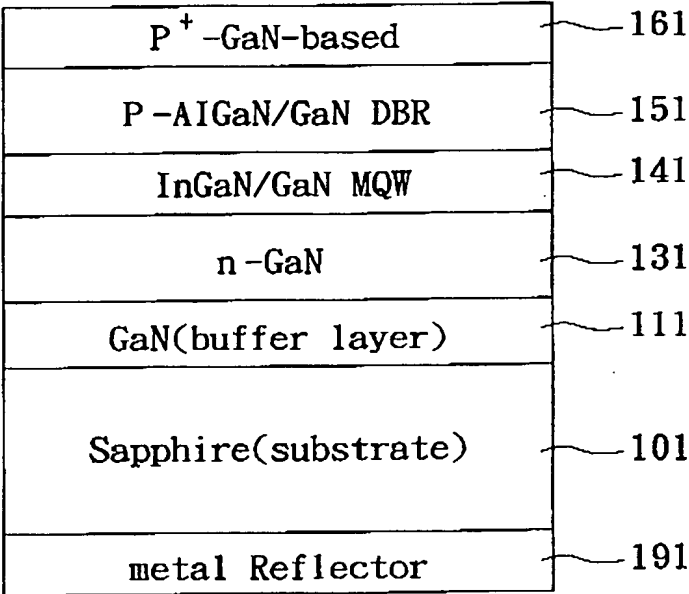 P⁺-GaN-based 161
P-AlGaN/GaN DBR 151
InGaN/GaN MQW 141
n-GaN 131
GaN(buffer layer) 111
Sapphire(substrate) 101
metal Reflector 191